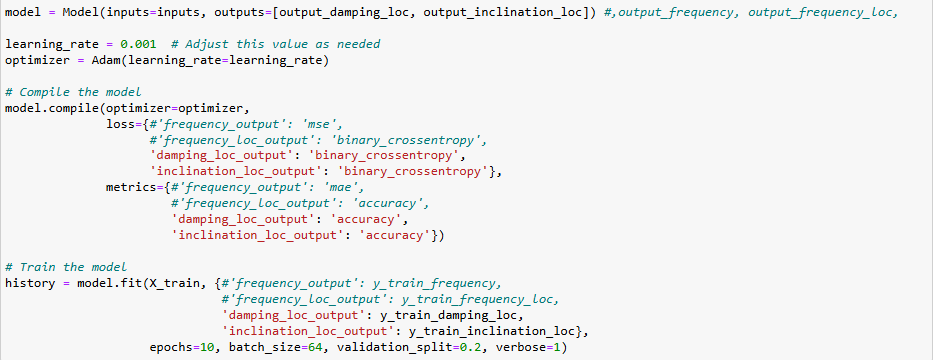 model = Model(inputs=inputs, outputs=[output_damping_loc, output_inclination_loc]) #,output_frequency, output_frequency_loc,

learning_rate = 0.001  # Adjust this value as needed
optimizer = Adam(learning_rate=learning_rate)

# Compile the model
model.compile(optimizer=optimizer,
              loss={#'frequency_output': 'mse',
                    #'frequency_loc_output': 'binary_crossentropy',
                    'damping_loc_output': 'binary_crossentropy',
                    'inclination_loc_output': 'binary_crossentropy'},
              metrics={#'frequency_output': 'mae',
                       #'frequency_loc_output': 'accuracy',
                       'damping_loc_output': 'accuracy',
                       'inclination_loc_output': 'accuracy'})

# Train the model
history = model.fit(X_train, {#'frequency_output': y_train_frequency,
                              #'frequency_loc_output': y_train_frequency_loc,
                              'damping_loc_output': y_train_damping_loc,
                              'inclination_loc_output': y_train_inclination_loc},
                    epochs=10, batch_size=64, validation_split=0.2, verbose=1)